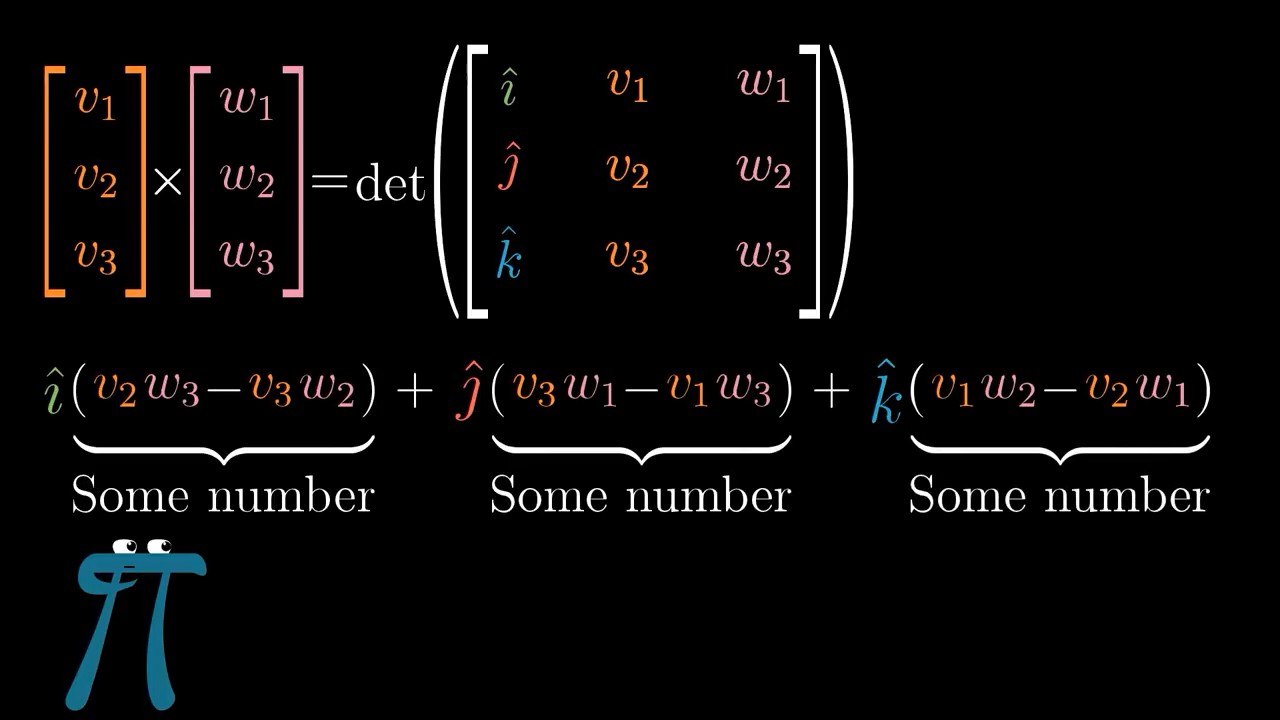 [v₁ v₂ v₃] × [w₁ w₂ w₃] = det([î v₁ w₁
ĵ v₂ w₂
k̂ v₃ w₃])
î(v₂w₃−v₃w₂) + ĵ(v₃w₁−v₁w₃) + k̂(v₁w₂−v₂w₁)
Some number Some number Some number